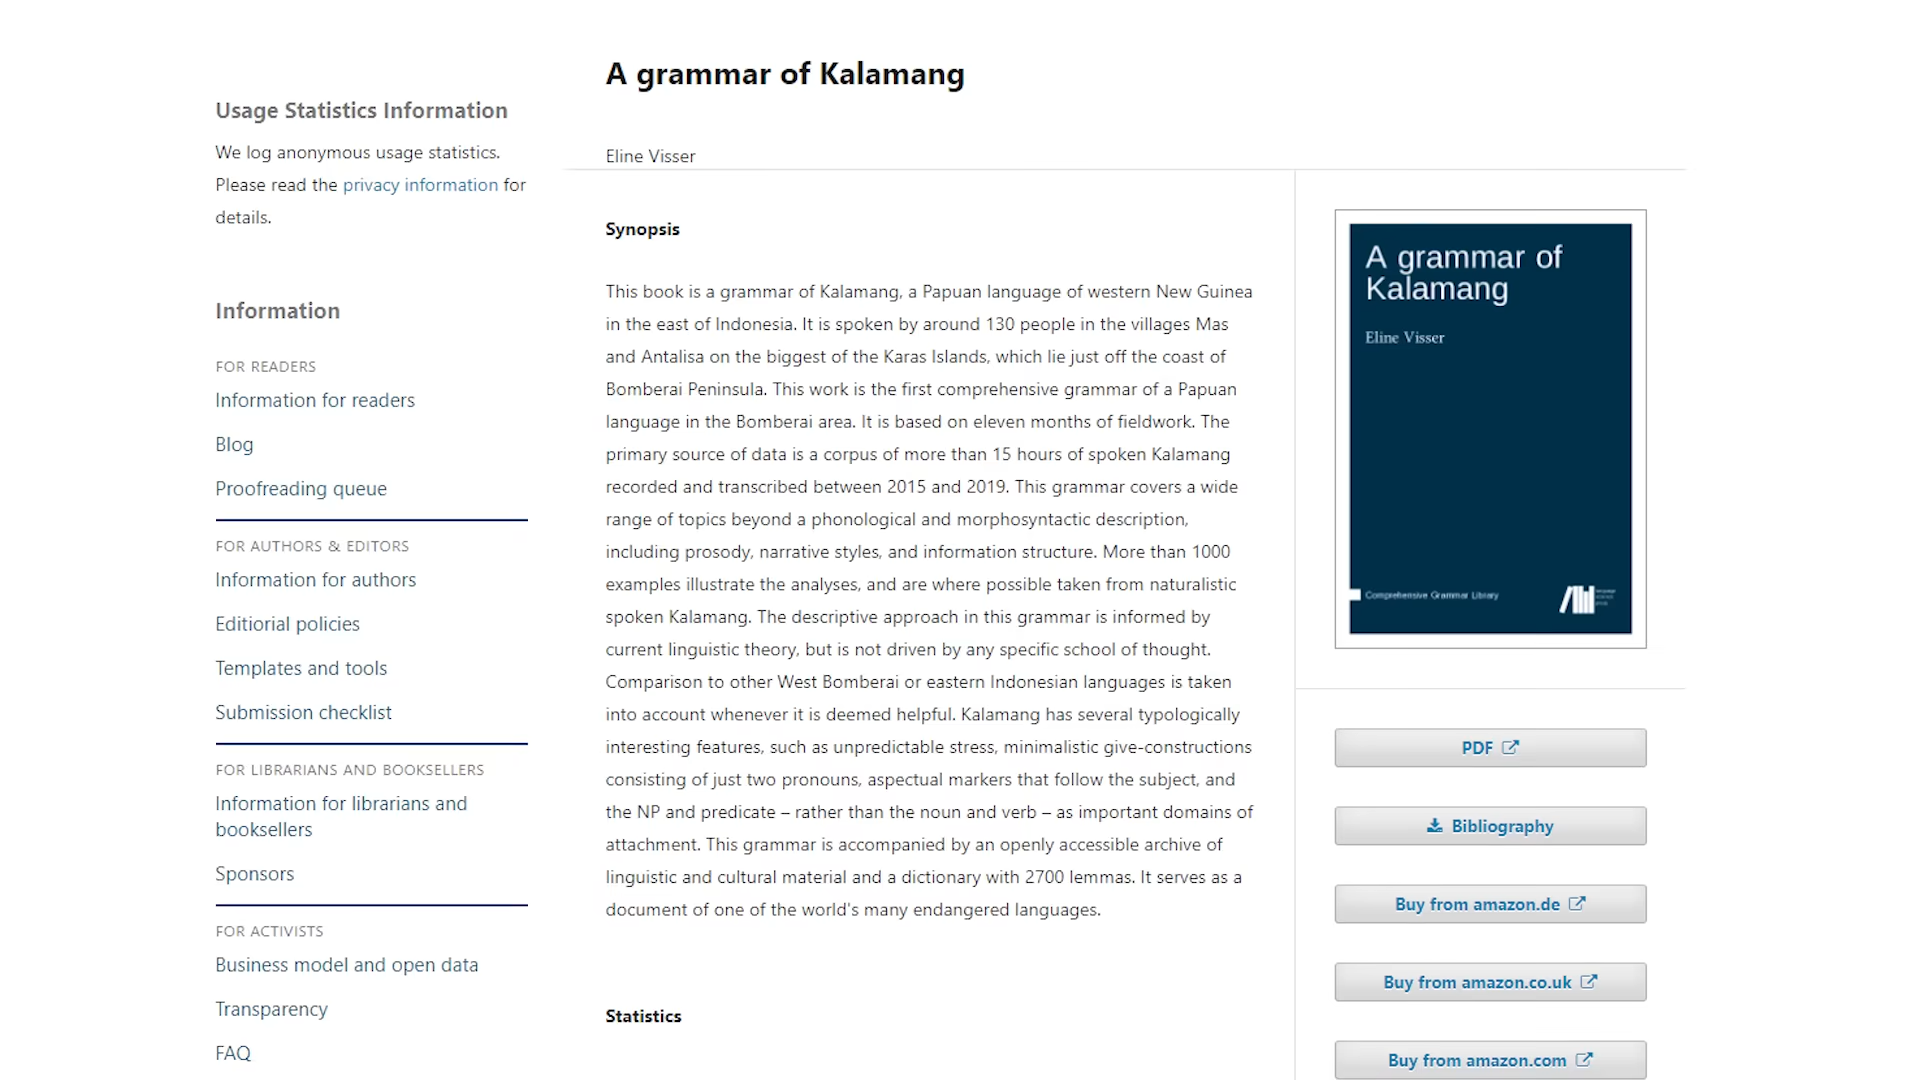 A grammar of Kalamang
Eline Visser
Usage Statistics Information
We log anonymous usage statistics.
Please read the privacy information for
details.
Information
FOR READERS
Information for readers
Blog
Proofreading queue
FOR AUTHORS & EDITORS
Information for authors
Editiorial policies
Templates and tools
Submission checklist
FOR LIBRARIANS AND BOOKSELLERS
Information for librarians and
booksellers
Sponsors
FOR ACTIVISTS
Business model and open data
Transparency
FAQ
Synopsis
This book is a grammar of Kalamang, a Papuan language of western New Guinea
in the east of Indonesia. It is spoken by around 130 people in the villages Mas
and Antalisa on the biggest of the Karas Islands, which lie just off the coast of
Bomberai Peninsula. This work is the first comprehensive grammar of a Papuan
language in the Bomberai area. It is based on eleven months of fieldwork. The
primary source of data is a corpus of more than 15 hours of spoken Kalamang
recorded and transcribed between 2015 and 2019. This grammar covers a wide
range of topics beyond a phonological and morphosyntactic description,
including prosody, narrative styles, and information structure. More than 1000
examples illustrate the analyses, and are where possible taken from naturalistic
spoken Kalamang. The descriptive approach in this grammar is informed by
current linguistic theory, but is not driven by any specific school of thought.
Comparison to other West Bomberai or eastern Indonesian languages is taken
into account whenever it is deemed helpful. Kalamang has several typologically
interesting features, such as unpredictable stress, minimalistic give-constructions
consisting of just two pronouns, aspectual markers that follow the subject, and
the NP and predicate – rather than the noun and verb – as important domains of
attachment. This grammar is accompanied by an openly accessible archive of
linguistic and cultural material and a dictionary with 2700 lemmas. It serves as a
document of one of the world's many endangered languages.
Statistics
A grammar of
Kalamang
Eline Visser
Comprehensive Grammar Library
PDF
Bibliography
Buy from amazon.de
Buy from amazon.co.uk
Buy from amazon.com